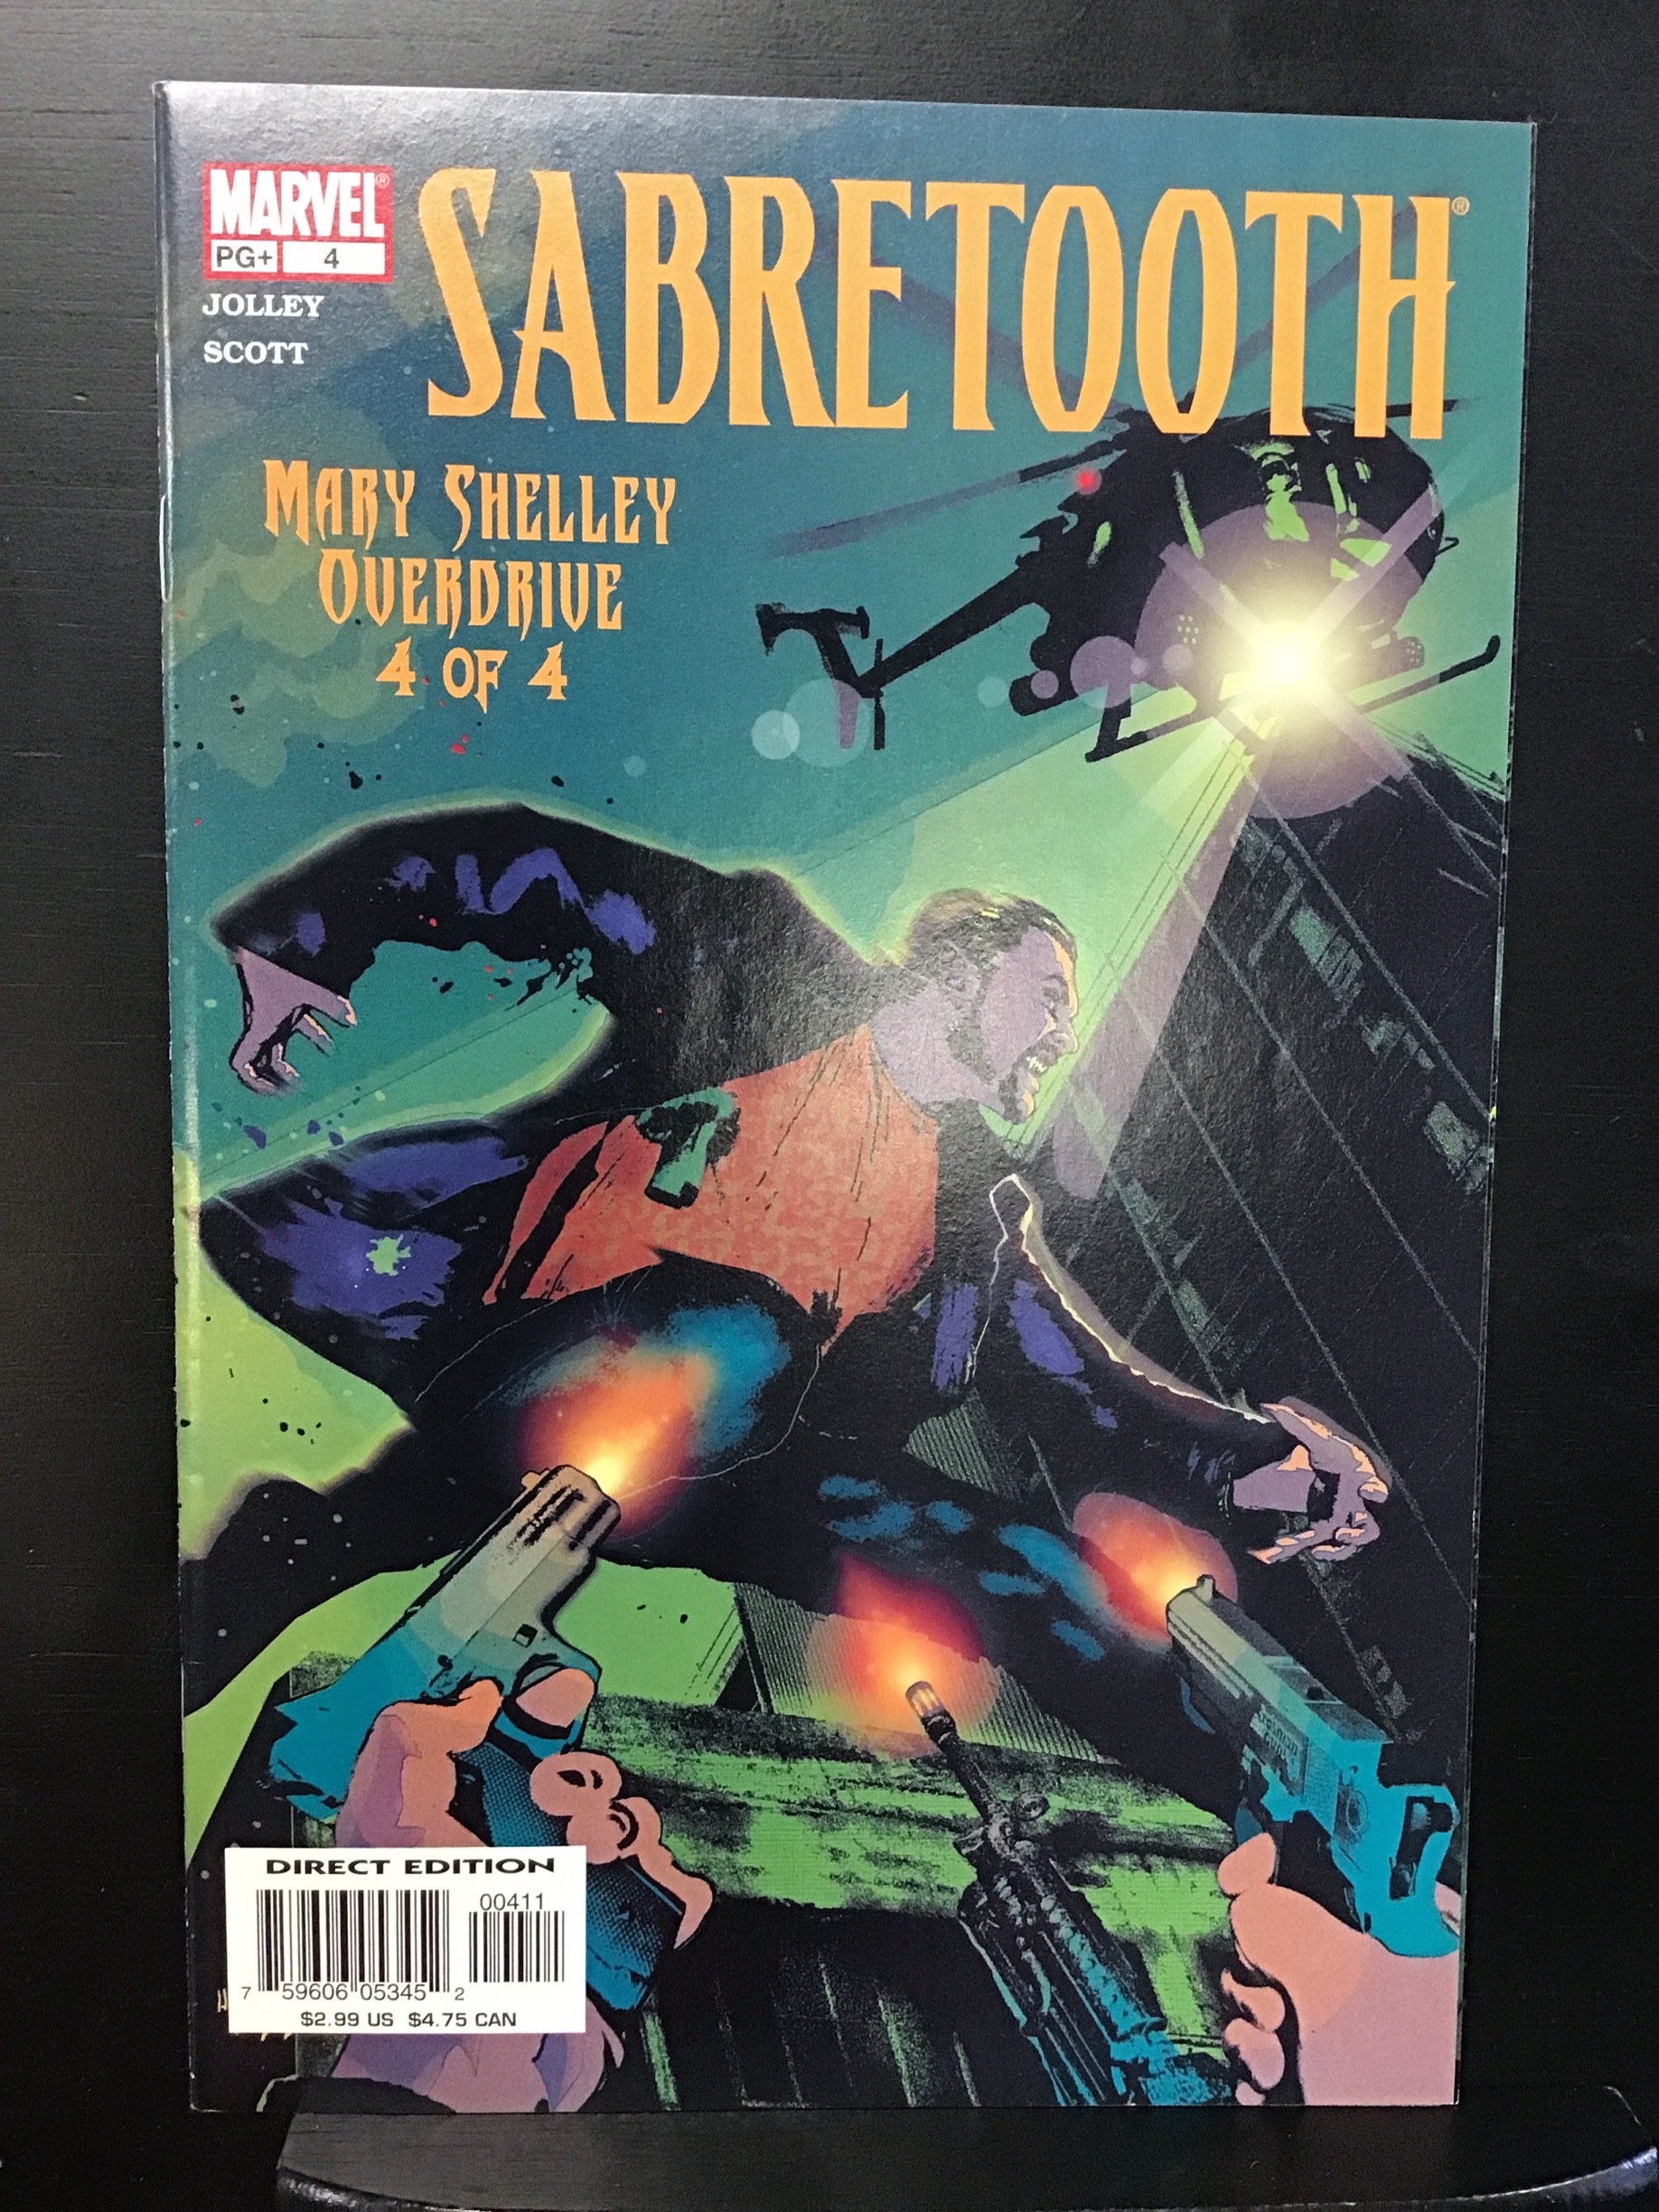 MARVEL®
PG+ 4
JOLLEY
SCOTT
SABRETOOTH®
MARY SHELLEY
OVERDRIVE
4 OF 4
DIRECT EDITION
00411
7 59606 05345 2
$2.99 US $4.75 CAN